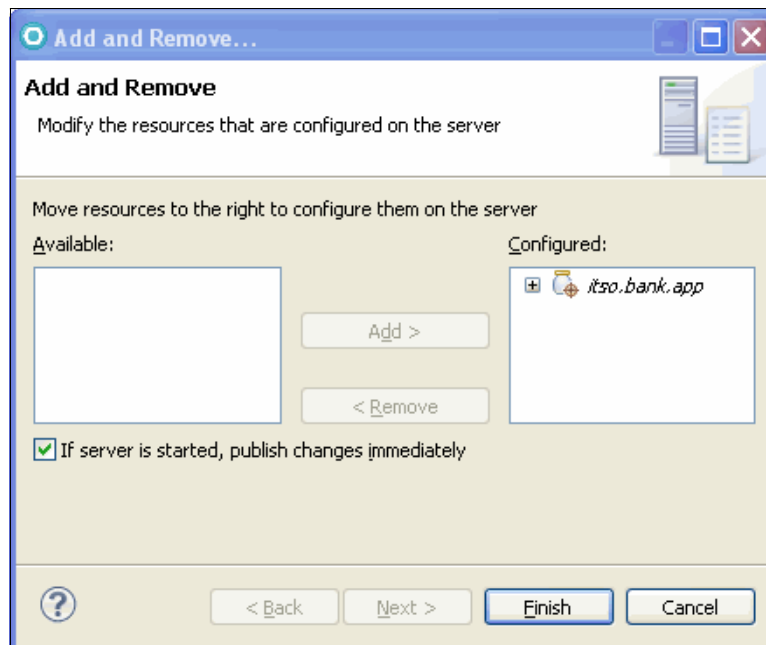 Add and Remove...
Add and Remove
Modify the resources that are configured on the server
Move resources to the right to configure them on the server
Available:
Configured:
itso.bank.app
Add >
< Remove
If server is started, publish changes immediately
?
< Back
Next >
Finish
Cancel